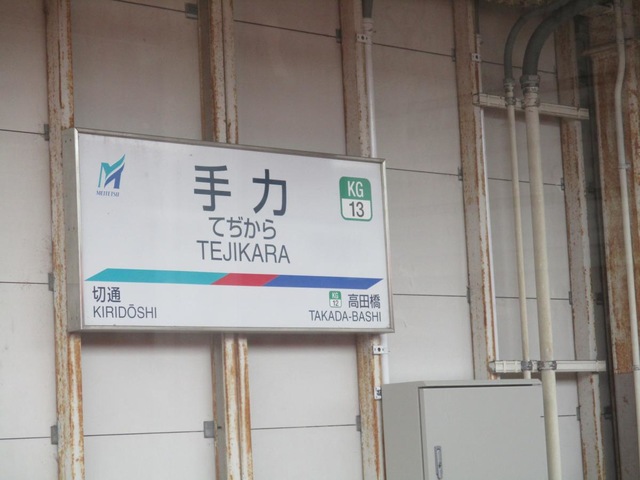 MEITETSU
手力
KG
13
てぢから
TEJIKARA
切通
KIRIDŌSHI
KG
12
高田橋
TAKADA-BASHI